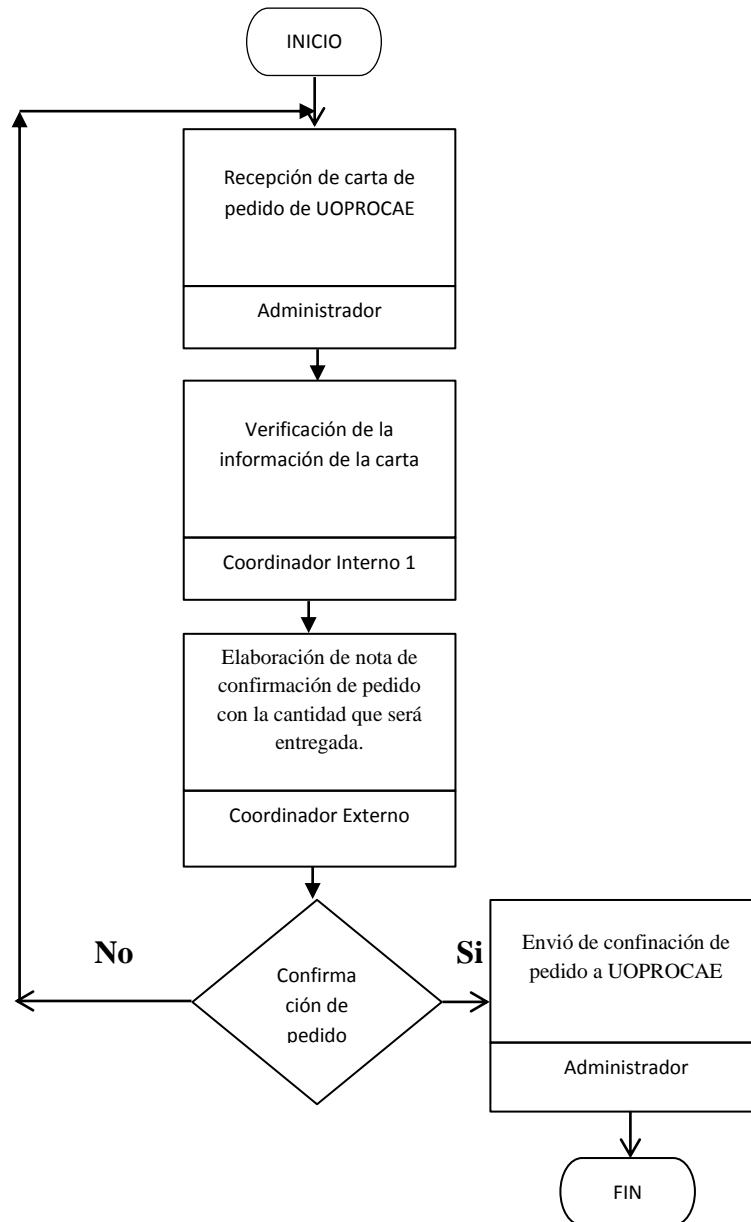 INICIO
Recepción de carta de
pedido de UOPROCAE
Administrador
Verificación de la
información de la carta
Coordinador Interno 1
Elaboración de nota de
confirmación de pedido
con la cantidad que será
entregada.
Coordinador Externo
No
Confirma
ción de
pedido
Si
Envió de confinación de
pedido a UOPROCAE
Administrador
FIN